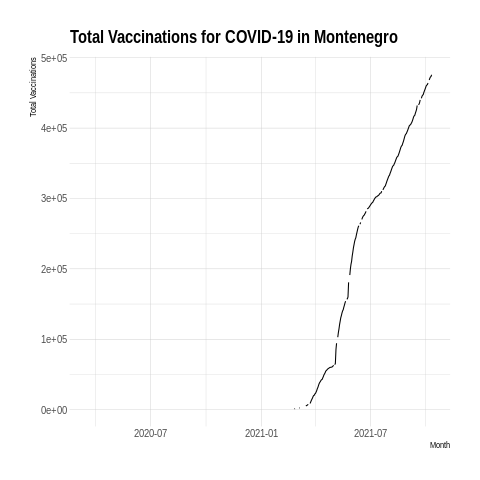 Total Vaccinations for COVID-19 in Montenegro
Total Vaccinations
5e+05
4e+05
3e+05
2e+05
1e+05
0e+00
2020-07 2021-01 2021-07
Month